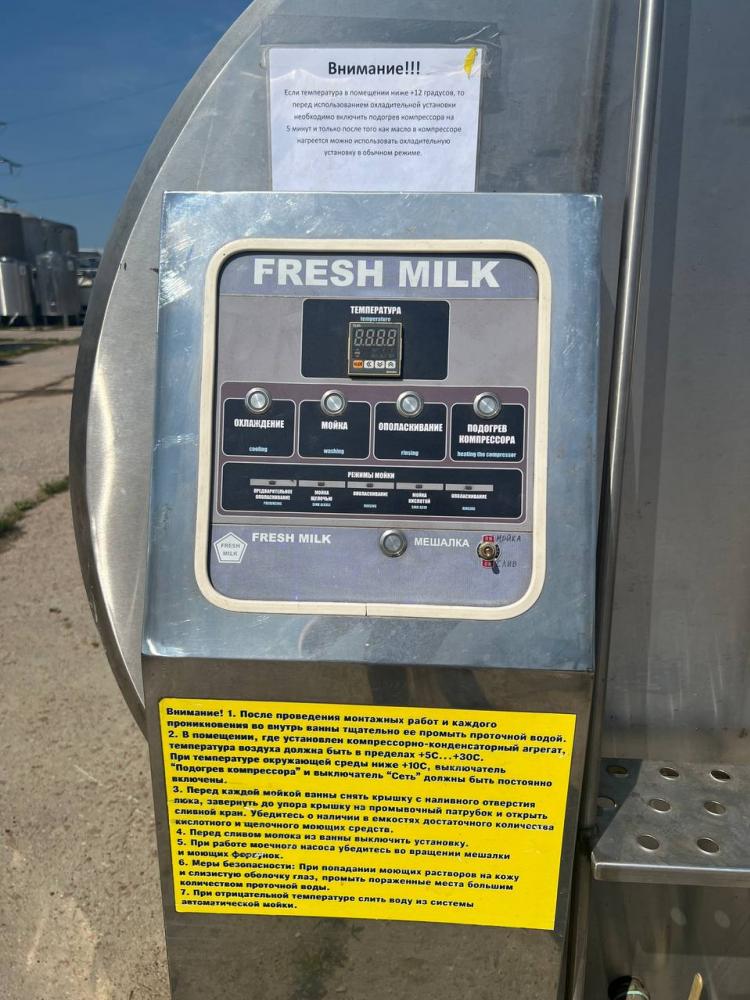 Внимание!!!
Если температура в помещении ниже +12 градусов, то
перед использованием охладительной установки
необходимо включить подогрев компрессора на
5 минут и только после того как масло в компрессоре
нагреется можно использовать охладительную
установку в обычном режиме.
FRESH MILK
ТЕМПЕРАТУРА
temperature
ОХЛАЖДЕНИЕ
cooling
МОЙКА
washing
ОПОЛАСКИВАНИЕ
rinsing
ПОДОГРЕВ
КОМПРЕССОРА
heating the compressor
РЕЖИМЫ МОЙКИ
ПРЕДВАРИТЕЛЬНОЕ
ОПОЛАСКИВАНИЕ
МОЙКА
ЩЕЛОЧЬЮ
ОПОЛАСКИВАНИЕ
RINSING
МОЙКА
КИСЛОТОЙ
ОПОЛАСКИВАНИЕ
RINSING
FRESH
MILK
FRESH MILK
МЕШАЛКА
МОЙКА
СЛИВ
Внимание! 1. После проведения монтажных работ и каждого
проникновения во внутрь ванны тщательно ее промыть проточной водой.
2. В помещении, где установлен компрессорно-конденсаторный агрегат,
температура воздуха должна быть в пределах +5С...+30С.
При температуре окружающей среды ниже +10С, выключатель
"Подогрев компрессора" и выключатель "Сеть" должны быть постоянно
включены.
3. Перед каждой мойкой ванны снять крышку с наливного отверстия
люка, завернуть до упора крышку на промывочный патрубок и открыть
сливной кран. Убедитесь о наличии в емкостях достаточного количества
кислотного и щелочного моющих средств.
4. Перед сливом молока из ванны выключить установку.
5. При работе моечного насоса убедитесь во вращении мешалки
и моющих форсунок.
6. Меры безопасности: При попадании моющих растворов на кожу
и слизистую оболочку глаз, промыть пораженные места большим
количеством проточной воды.
7. При отрицательной температуре слить воду из системы
автоматической мойки.